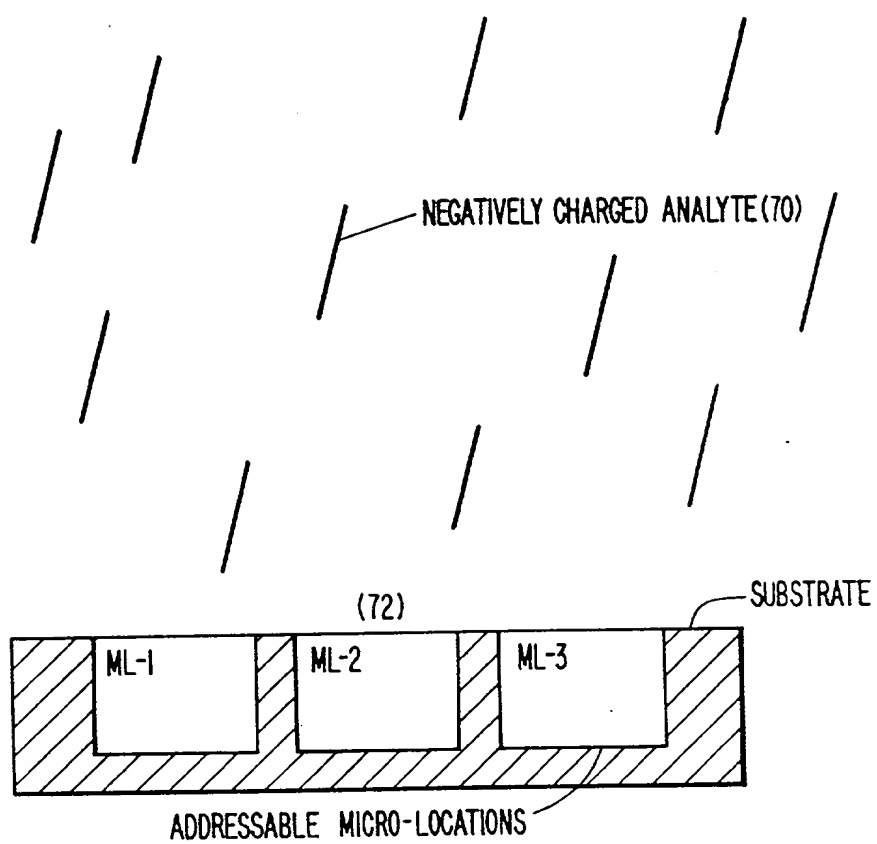 NEGATIVELY CHARGED ANALYTE(70)
SUBSTRATE
(72)
ML-1
ML-2
ML-3
ADDRESSABLE MICRO-LOCATIONS